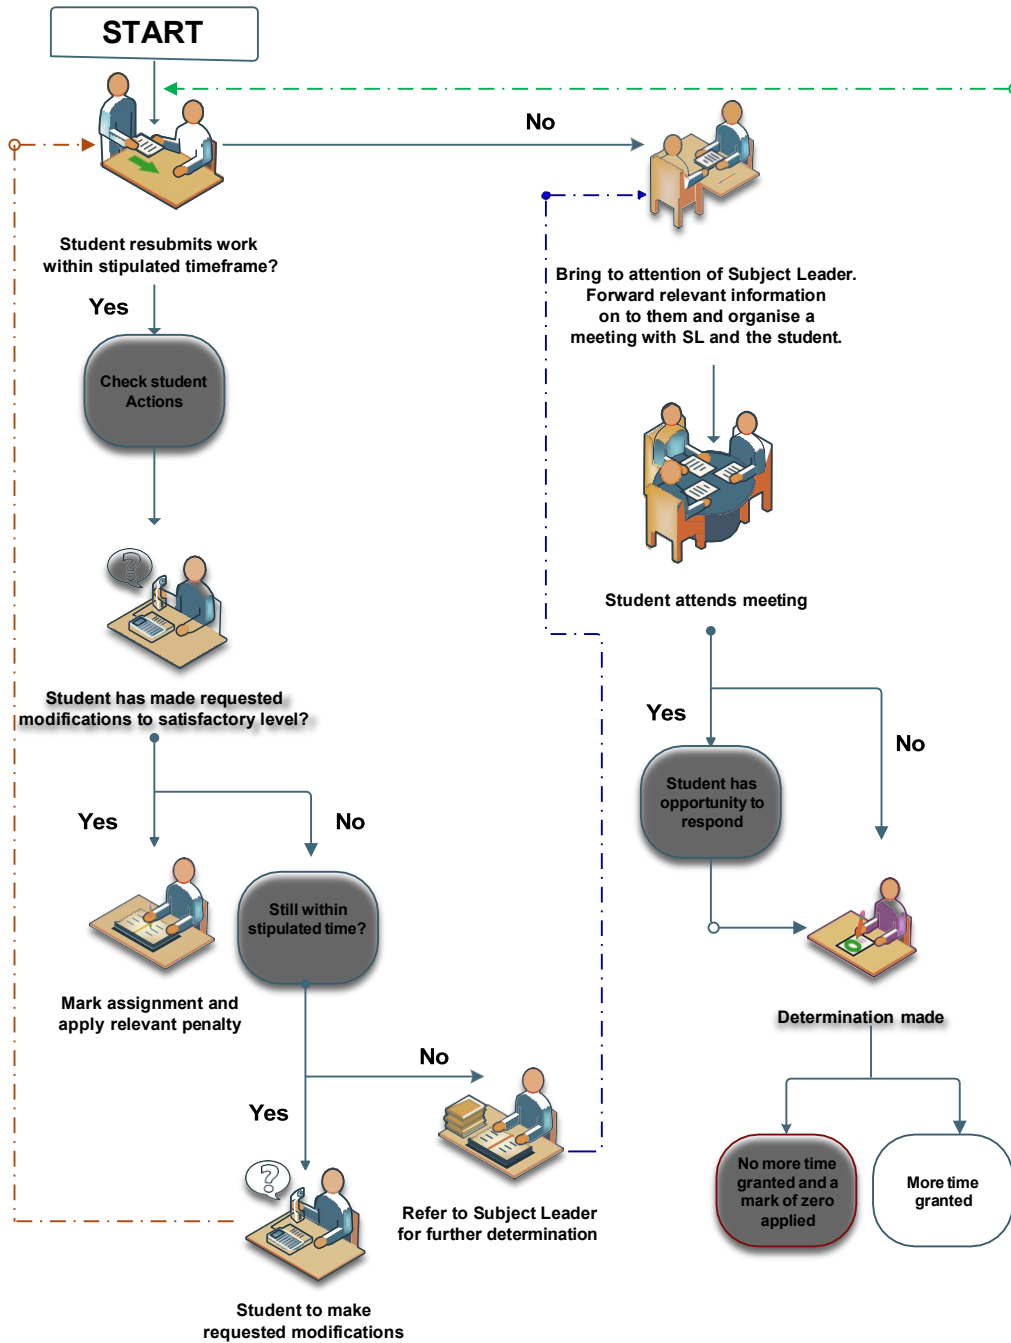 START
No
Student resubmits work
within stipulated timeframe?
Bring to attention of Subject Leader.
Forward relevant information
on to them and organise a
meeting with SL and the student.
Yes
Check student
Actions
Student attends meeting
Student has made requested
modifications to satisfactory level?
Yes
No
Student has
opportunity to
respond
Yes
No
Still within
stipulated time?
Mark assignment and
apply relevant penalty
Determination made
No
Yes
No more time
granted and a
mark of zero
applied
More time
granted
Refer to Subject Leader
for further determination
Student to make
requested modifications